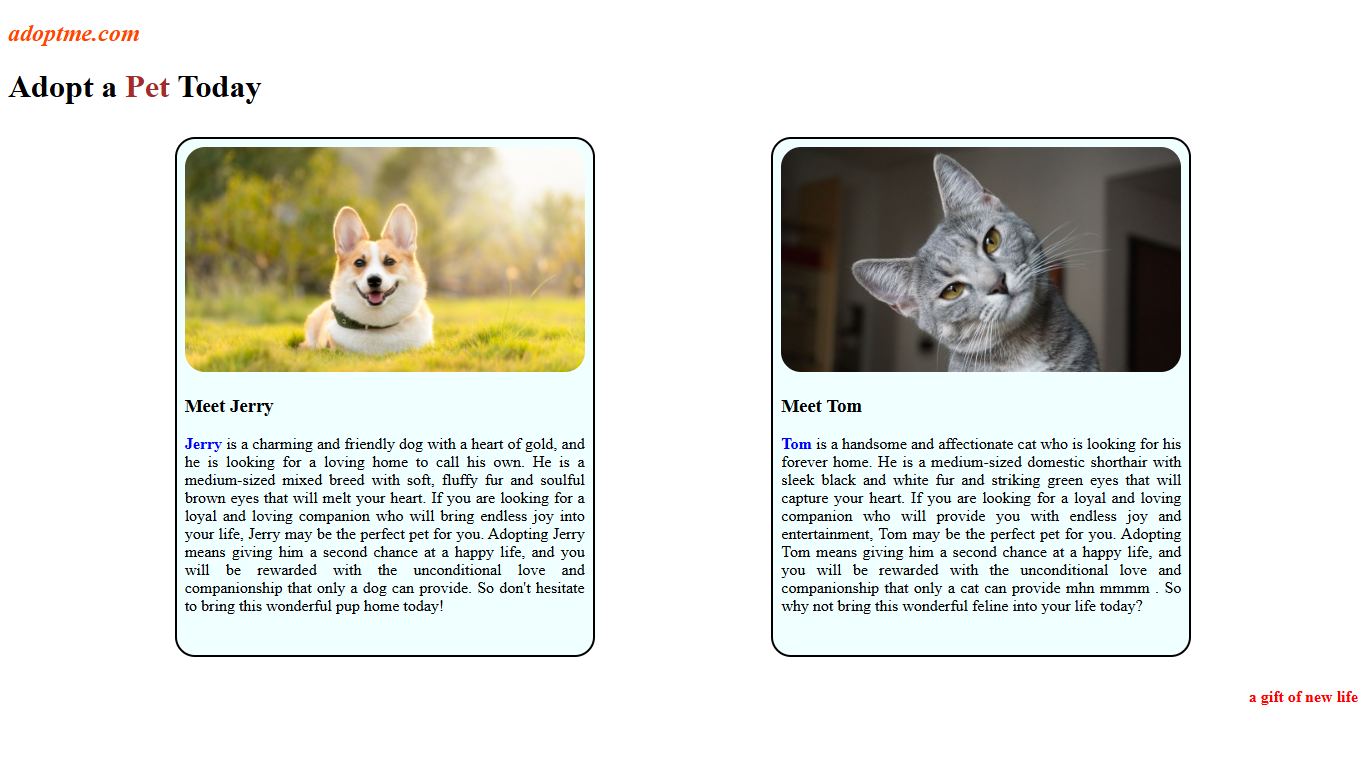 adoptme.com
Adopt a Pet Today
Meet Jerry
Jerry is a charming and friendly dog with a heart of gold, and
he is looking for a loving home to call his own. He is a
medium-sized mixed breed with soft, fluffy fur and soulful
brown eyes that will melt your heart. If you are looking for a
loyal and loving companion who will bring endless joy into
your life, Jerry may be the perfect pet for you. Adopting Jerry
means giving him a second chance at a happy life, and you
will be rewarded with the unconditional love and
companionship that only a dog can provide. So don't hesitate
to bring this wonderful pup home today!
Meet Tom
Tom is a handsome and affectionate cat who is looking for his
forever home. He is a medium-sized domestic shorthair with
sleek black and white fur and striking green eyes that will
capture your heart. If you are looking for a loyal and loving
companion who will provide you with endless joy and
entertainment, Tom may be the perfect pet for you. Adopting
Tom means giving him a second chance at a happy life, and
you will be rewarded with the unconditional love and
companionship that only a cat can provide mhn mmmm . So
why not bring this wonderful feline into your life today?
a gift of new life